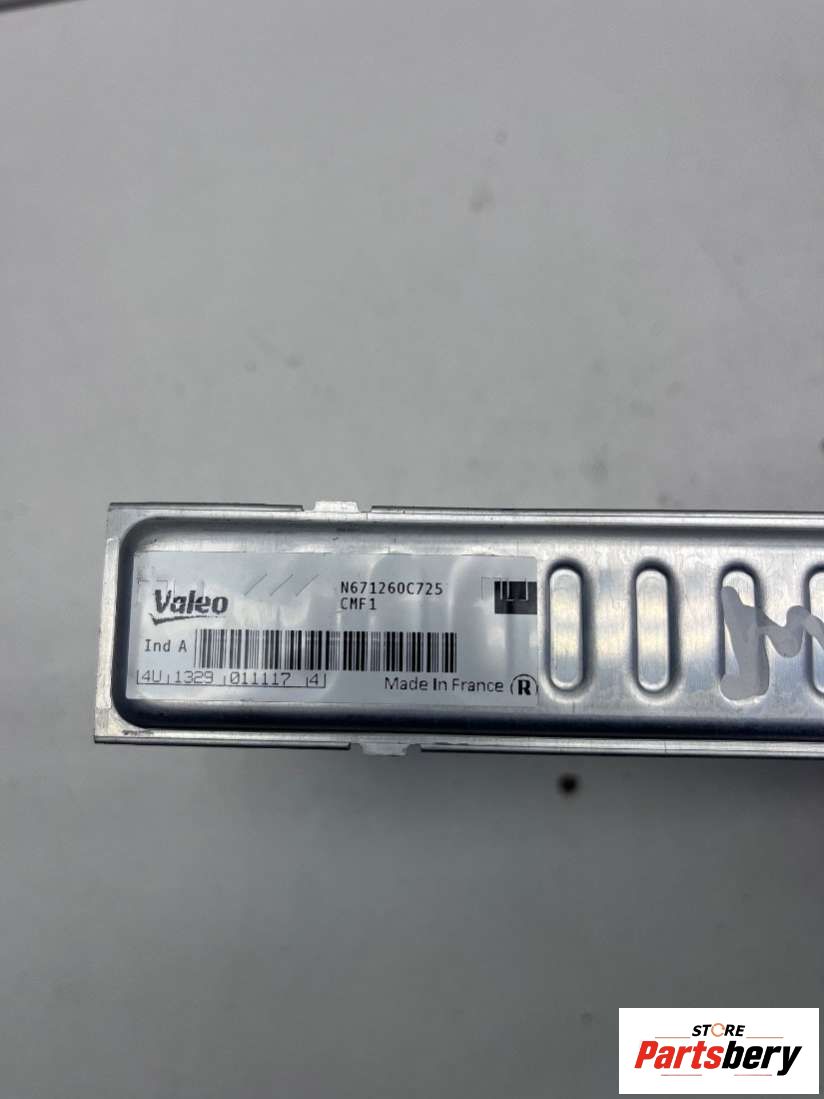 Valeo
N671260C725
CMF1
Ind A
4U 1329 011117 4
Made In France R
STORE
Partsbery